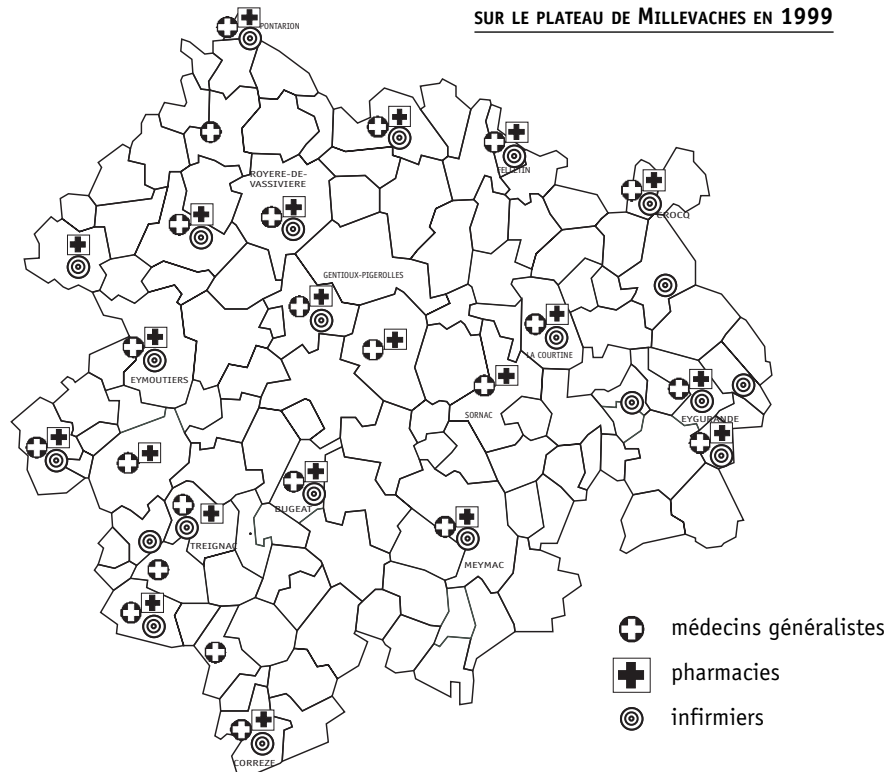 SUR LE PLATEAU DE MILLEVACHES EN 1999
PONTARION
ROYERE-DE-
VASSIVIERE
FELLETIN
CROCQ
GENTIOUX-PIGEROLLES
LA COURTINE
EYMOUTIERS
SORNAC
EYGURANDE
BUGEAT
TREIGNAC
MEYMAC
médecins généralistes
pharmacies
infirmiers
CORREZE